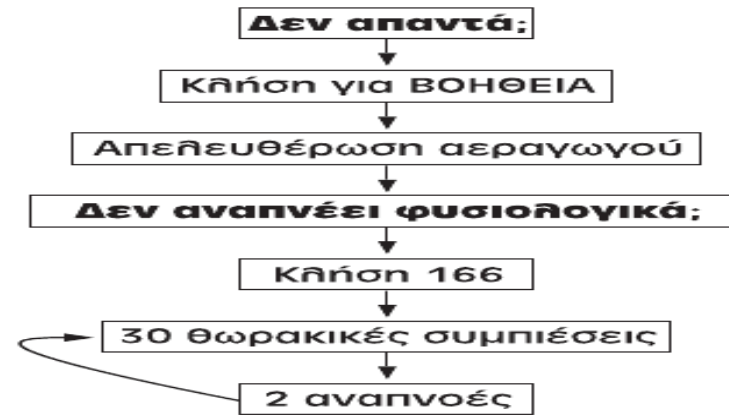 Δεν απαντά;
Κλήση για ΒΟΗΘΕΙΑ
Απελευθέρωση αεραγωγού
Δεν αναπνέει φυσιολογικά;
Κλήση 166
30 θωρακικές συμπιέσεις
2 αναπνοές